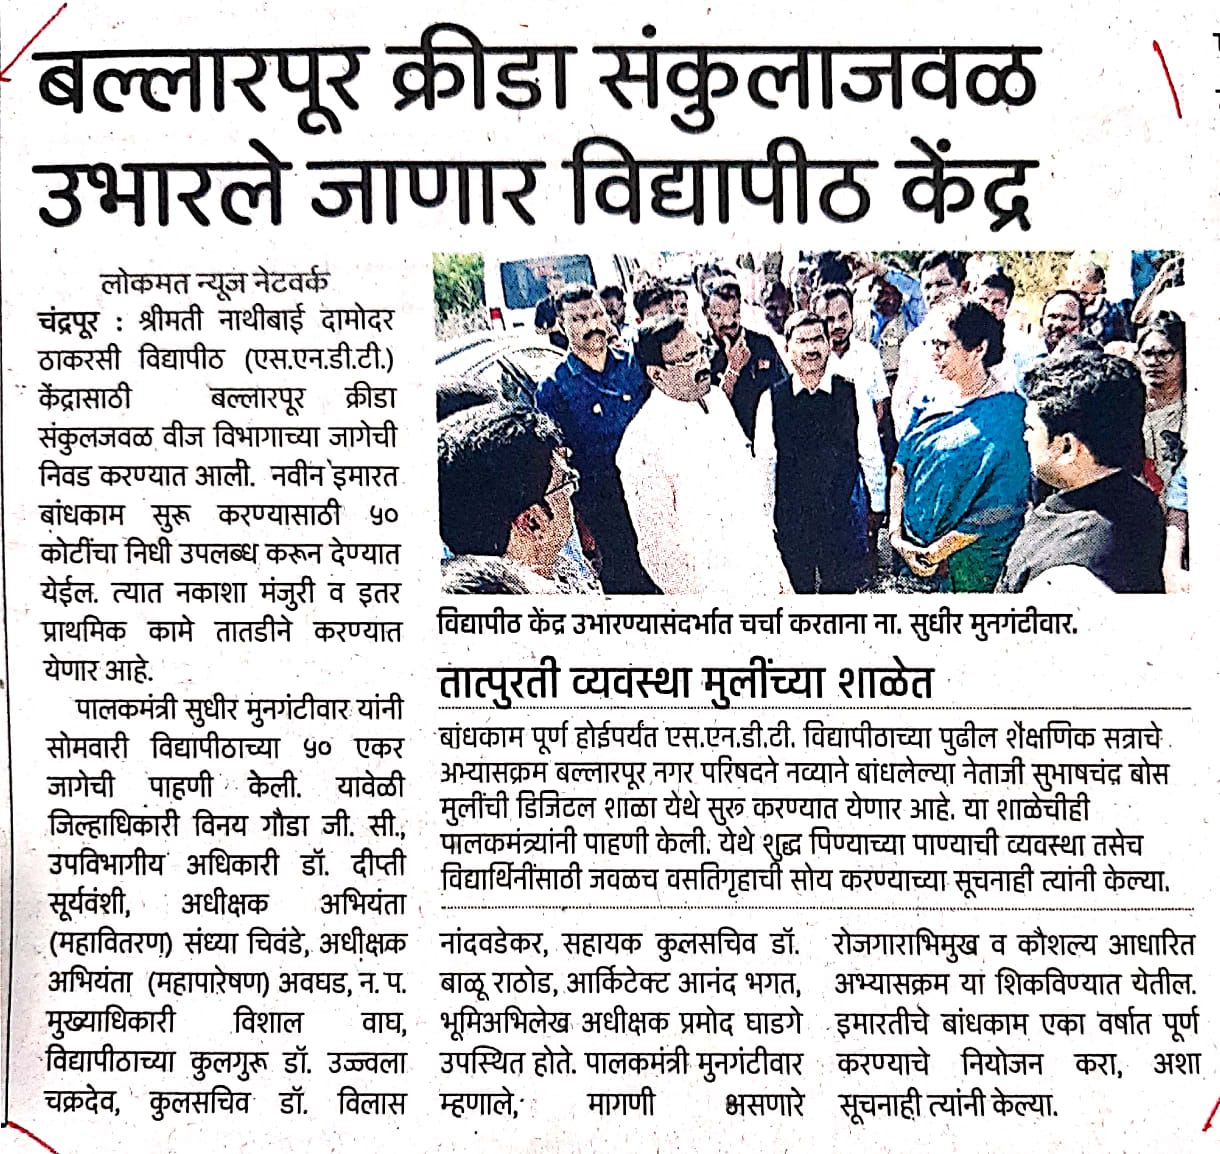 बल्लारपूर क्रीडा संकुलाजवळ
उभारले जाणार विद्यापीठ केंद्र
लोकमत न्यूज नेटवर्क
चंद्रपूर : श्रीमती नाथीबाई दामोदर
ठाकरसी विद्यापीठ (एस.एन.डी.टी.)
केंद्रासाठी बल्लारपूर क्रीडा
संकुलजवळ वीज विभागाच्या जागेची
निवड करण्यात आली. नवीन इमारत
बांधकाम सुरू करण्यासाठी ५०
कोटींचा निधी उपलब्ध करून देण्यात
येईल. त्यात नकाशा मंजुरी व इतर
प्राथमिक कामे तातडीने करण्यात
येणार आहे.
पालकमंत्री सुधीर मुनगंटीवार यांनी
सोमवारी विद्यापीठाच्या ५० एकर
जागेची पाहणी केली. यावेळी
जिल्हाधिकारी विनय गौडा जी. सी.,
उपविभागीय अधिकारी डॉ. दीप्ती
सूर्यवंशी, अधीक्षक अभियंता
(महावितरण) संध्या चिवंडे, अधीक्षक
अभियंता (महापारेषण) अवघड, न. प.
मुख्याधिकारी विशाल वाघ,
विद्यापीठाच्या कुलगुरू डॉ. उज्ज्वला
चक्रदेव, कुलसचिव डॉ. विलास
विद्यापीठ केंद्र उभारण्यासंदर्भात चर्चा करताना ना. सुधीर मुनगंटीवार.
तात्पुरती व्यवस्था मुलींच्या शाळेत
बांधकाम पूर्ण होईपर्यंत एस.एन.डी.टी. विद्यापीठाच्या पुढील शैक्षणिक सत्राचे
अभ्यासक्रम बल्लारपूर नगर परिषदने नव्याने बांधलेल्या नेताजी सुभाषचंद्र बोस
मुलींची डिजिटल शाळा येथे सुरु करण्यात येणार आहे. या शाळेचीही
पालकमंत्र्यांनी पाहणी केली. येथे शुद्ध पिण्याच्या पाण्याची व्यवस्था तसेच
विद्यार्थिनींसाठी जवळच वसतिगृहाची सोय करण्याच्या सूचनाही त्यांनी केल्या.
नांदवडेकर, सहायक कुलसचिव डॉ.
बाळू राठोड, आर्किटेक्ट आनंद भगत,
भूमिअभिलेख अधीक्षक प्रमोद घाडगे
उपस्थित होते. पालकमंत्री मुनगंटीवार
म्हणाले, मागणी असणारे
रोजगाराभिमुख व कौशल्य आधारित
अभ्यासक्रम या शिकविण्यात येतील.
इमारतीचे बांधकाम एका वर्षात पूर्ण
करण्याचे नियोजन करा, अशा
सूचनाही त्यांनी केल्या.